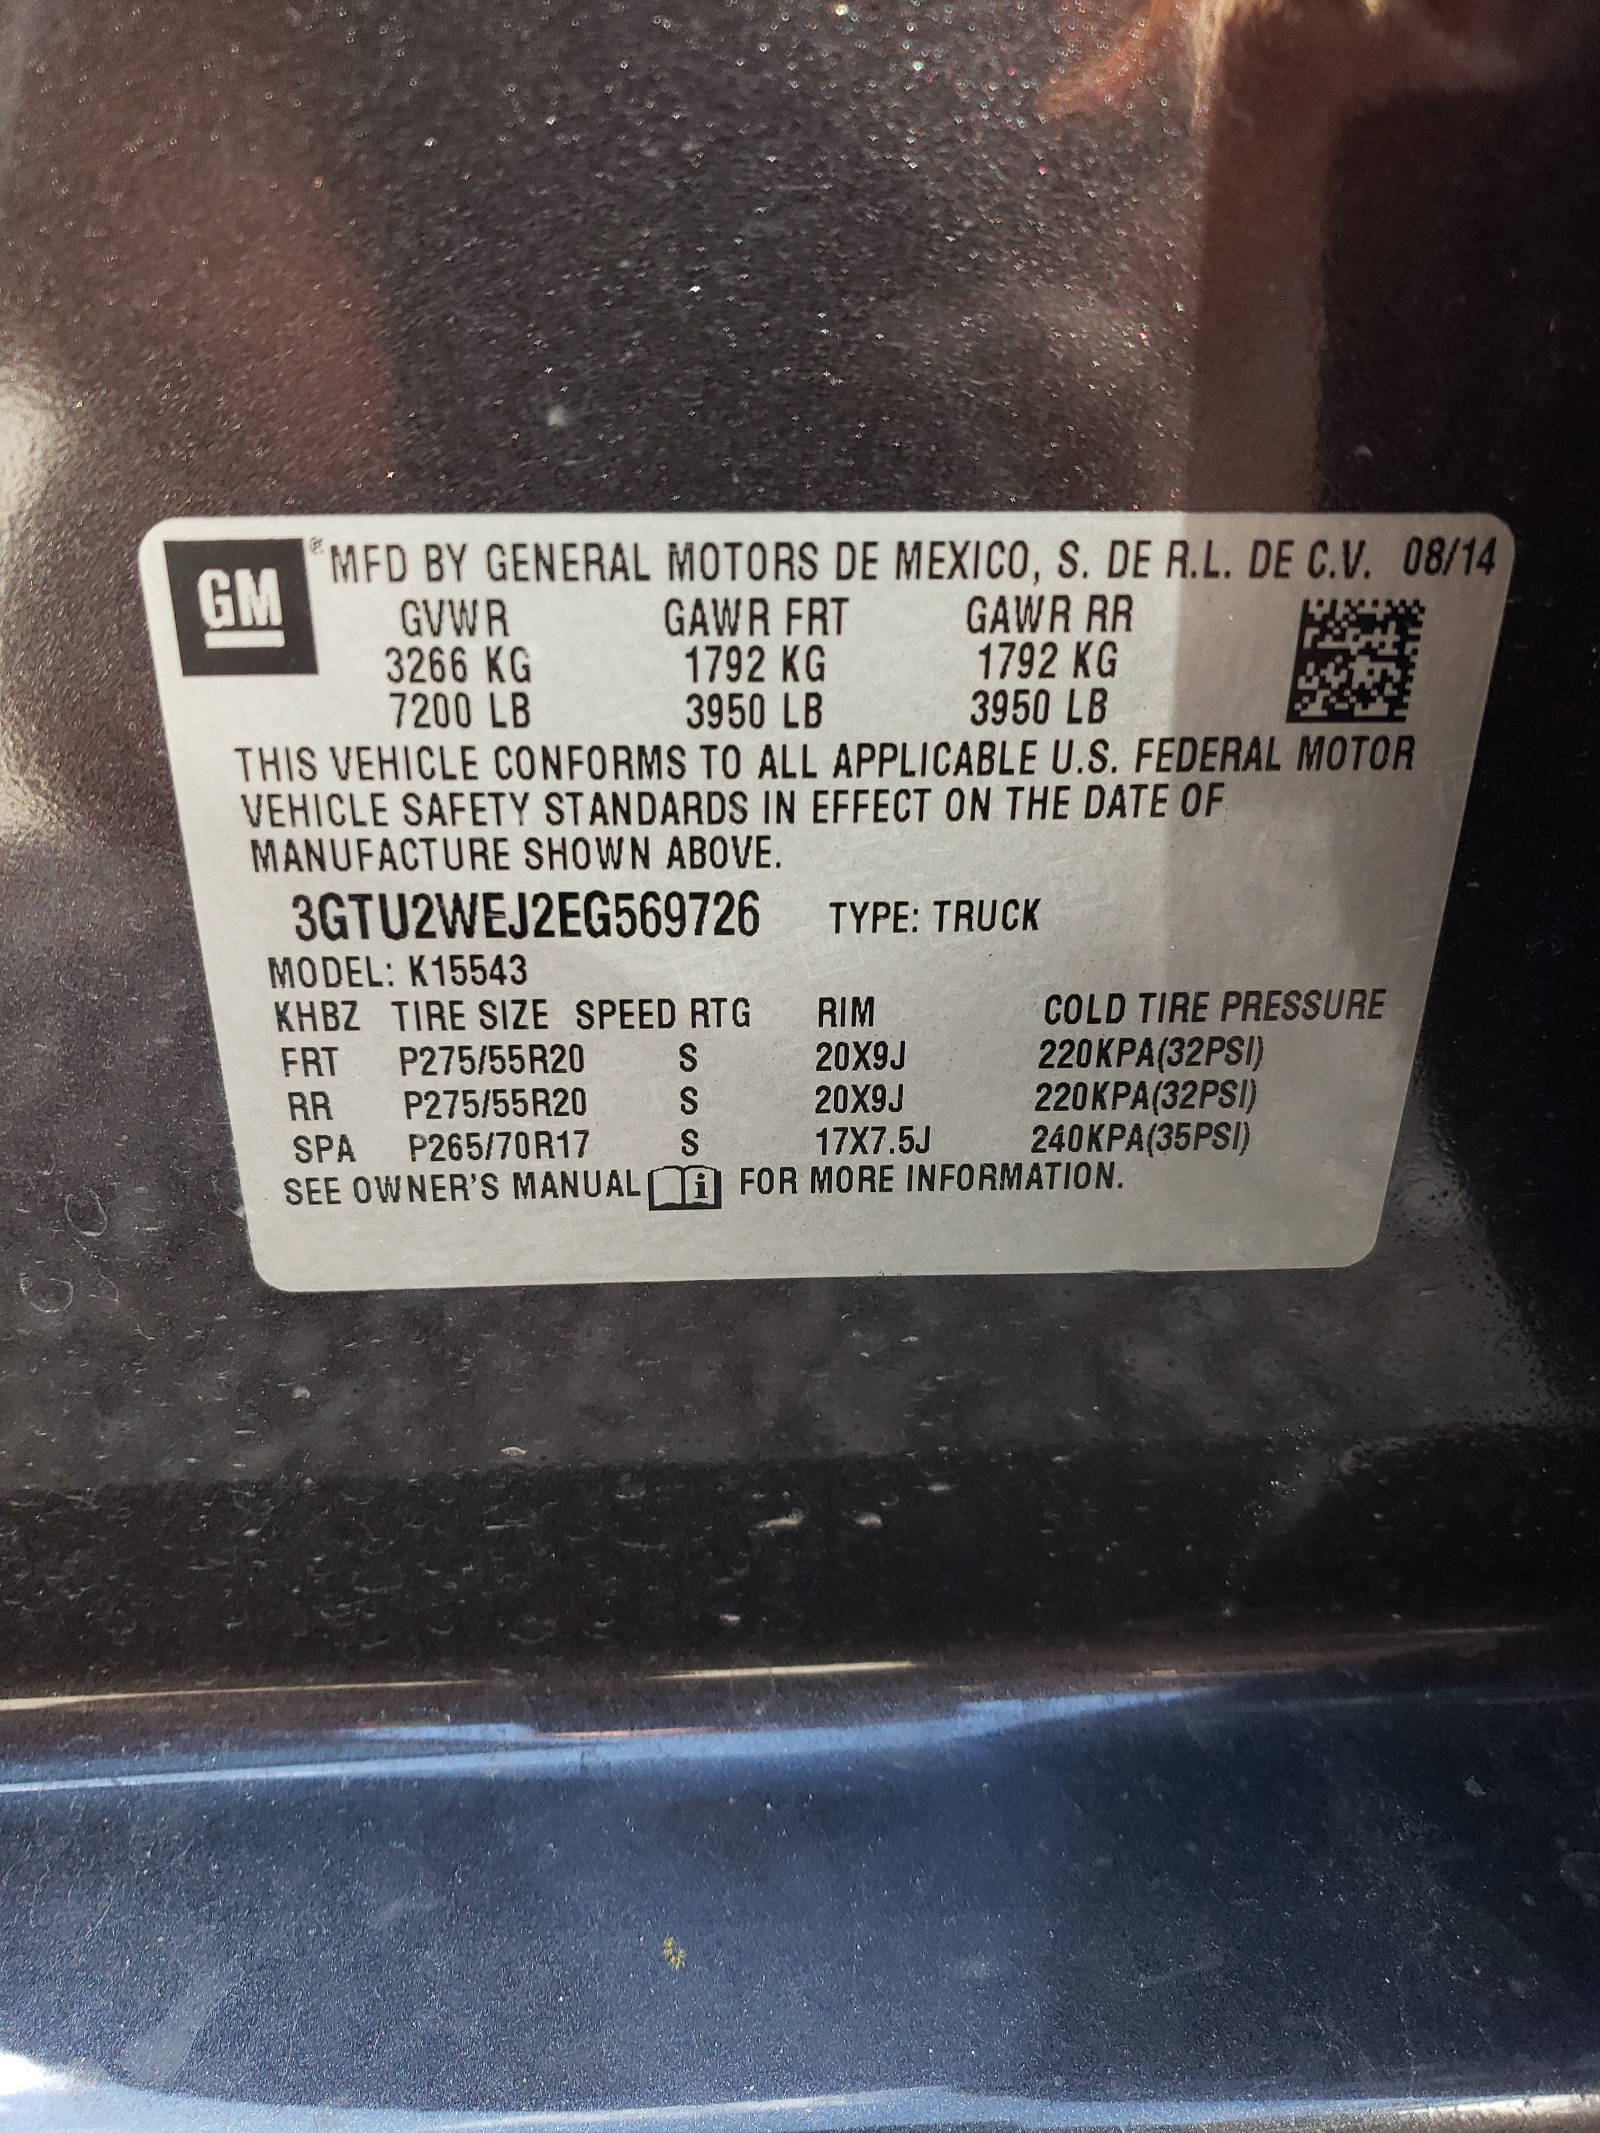 GM ® MFD BY GENERAL MOTORS DE MEXICO, S. DE R.L. DE C.V. 08/14
GVWR GAWR FRT GAWR RR
3266 KG 1792 KG 1792 KG
7200 LB 3950 LB 3950 LB
THIS VEHICLE CONFORMS TO ALL APPLICABLE U.S. FEDERAL MOTOR
VEHICLE SAFETY STANDARDS IN EFFECT ON THE DATE OF
MANUFACTURE SHOWN ABOVE.
3GTU2WEJ2EG569726 TYPE: TRUCK
MODEL: K15543
KHBZ TIRE SIZE SPEED RTG RIM COLD TIRE PRESSURE
FRT P275/55R20 S 20X9J 220KPA(32PSI)
RR P275/55R20 S 20X9J 220KPA(32PSI)
SPA P265/70R17 S 17X7.5J 240KPA(35PSI)
SEE OWNER'S MANUAL i FOR MORE INFORMATION.